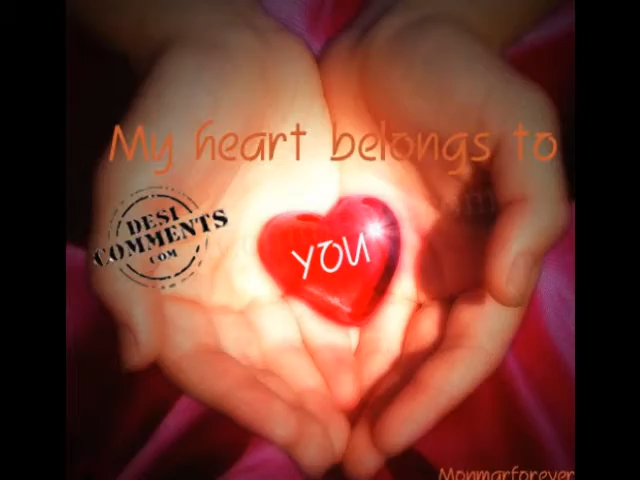 My heart belongs to
YOU
DESI
COMMENTS
.COM
Monmarforever